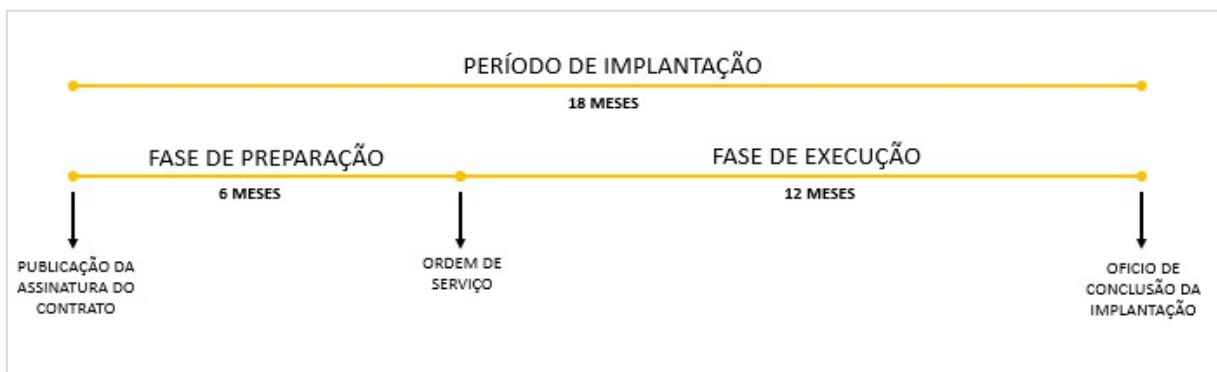 PERÍODO DE IMPLANTAÇÃO
18 MESES
FASE DE PREPARAÇÃO
6 MESES
FASE DE EXECUÇÃO
12 MESES
PUBLICAÇÃO DA
ASSINATURA DO
CONTRATO
ORDEM DE
SERVIÇO
OFICIO DE
CONCLUSÃO DA
IMPLANTAÇÃO